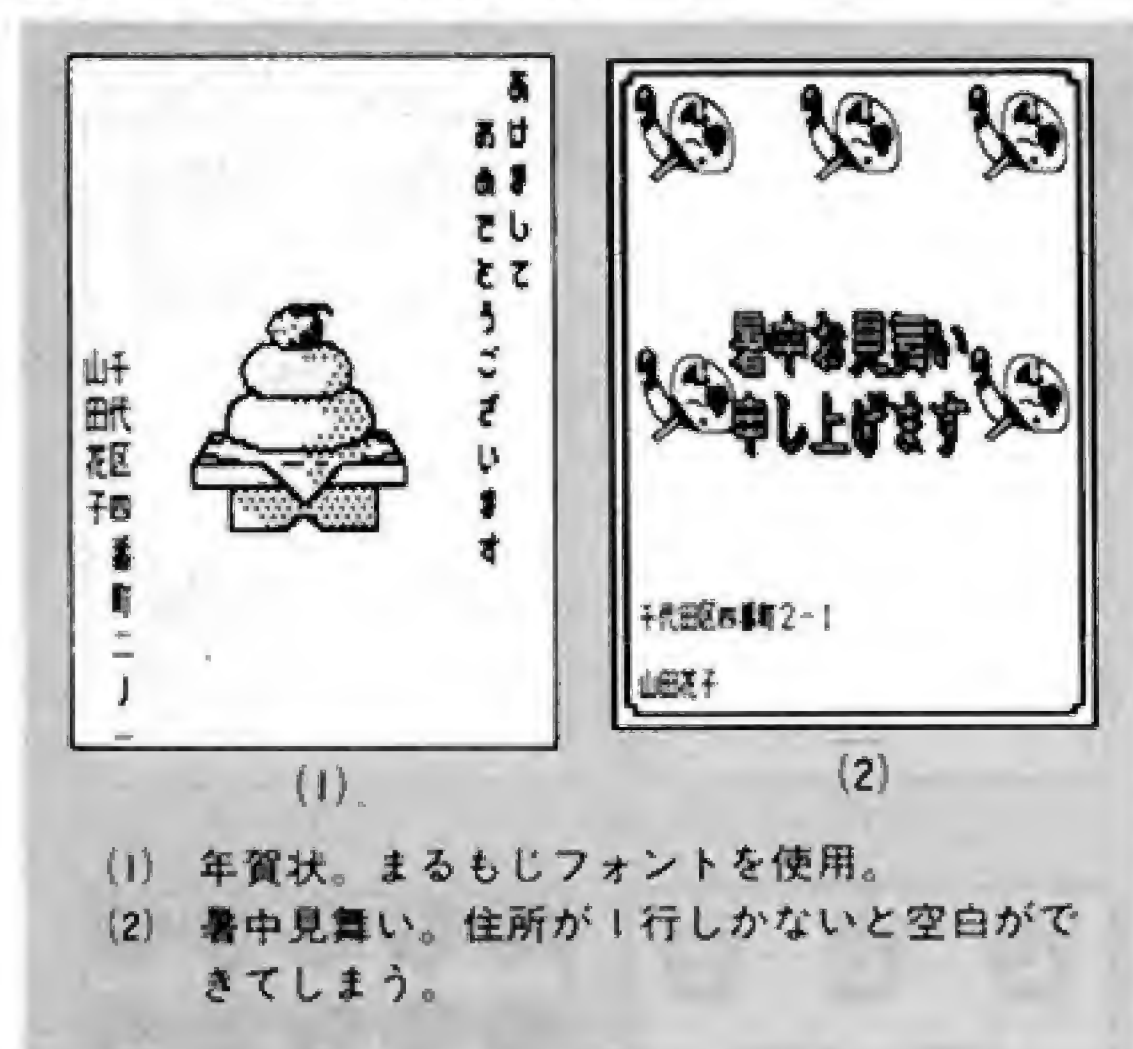 あけまして
おめでとうございます
千代区四番町二ノ一
山田花子
(1)
暑中お見舞い
申し上げます
千代田区四番町2-1
山田花子
(2)
(1) 年賀状。まるもじフォントを使用。
(2) 暑中見舞い。住所が1行しかないと空白がで
きてしまう。